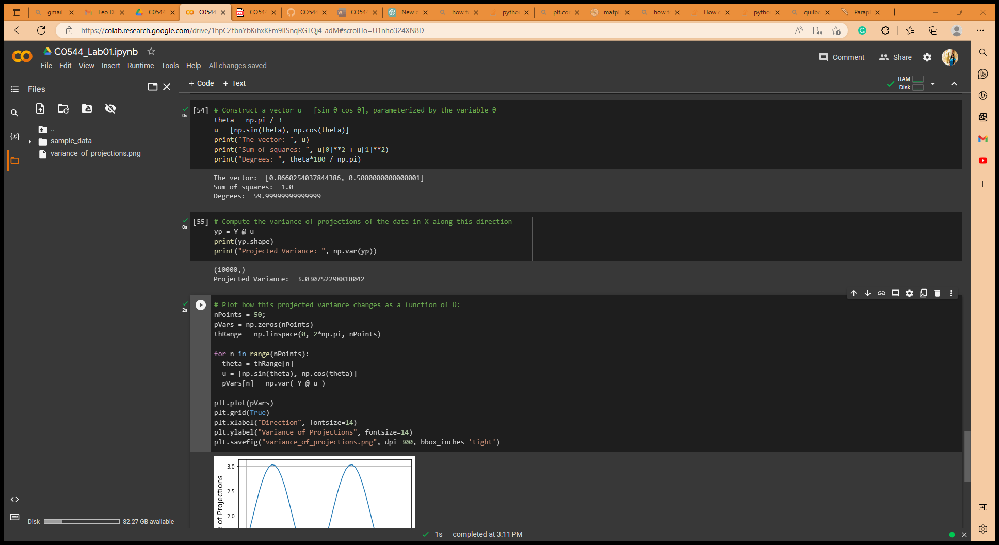 gmail
Leo D
C0544
C0544
CO54
CO54
CO54
New c
how t
pytho
plt.co
matpl
how t
How c
pytho
quilbo
Parap
https://colab.research.google.com/drive/
C0544_Lab01.ipynb
Comment
Share
File Edit View Insert Runtime Tools Help All changes saved
Files
+ Code + Text
RAM
Disk
{x}
..
sample_data
variance_of_projections.png
[54] # Construct a vector u = [sin θ cos θ], parameterized by the variable θ
0s
theta = np.pi / 3
u = [np.sin(theta), np.cos(theta)]
print("The vector: ", u)
print("Sum of squares: ", u[0]**2 + u[1]**2)
print("Degrees: ", theta*180 / np.pi)
The vector:  [0.8660254037844386, 0.5000000000000001]
Sum of squares:  1.0
Degrees:  59.99999999999999
[55] # Compute the variance of projections of the data in X along this direction
0s
yp = Y @ u
print(yp.shape)
print("Projected Variance: ", np.var(yp))
(10000,)
Projected Variance:  3.030752298818042
# Plot how this projected variance changes as a function of θ:
2s
nPoints = 50;
pVars = np.zeros(nPoints)
thRange = np.linspace(0, 2*np.pi, nPoints)
for n in range(nPoints):
theta = thRange[n]
u = [np.sin(theta), np.cos(theta)]
pVars[n] = np.var( Y @ u )
plt.plot(pVars)
plt.grid(True)
plt.xlabel("Direction", fontsize=14)
plt.ylabel("Variance of Projections", fontsize=14)
plt.savefig("variance_of_projections.png", dpi=300, bbox_inches='tight')
3.0
2.5
2.0
e of Projections
Disk 82.27 GB available
1s completed at 3:11 PM